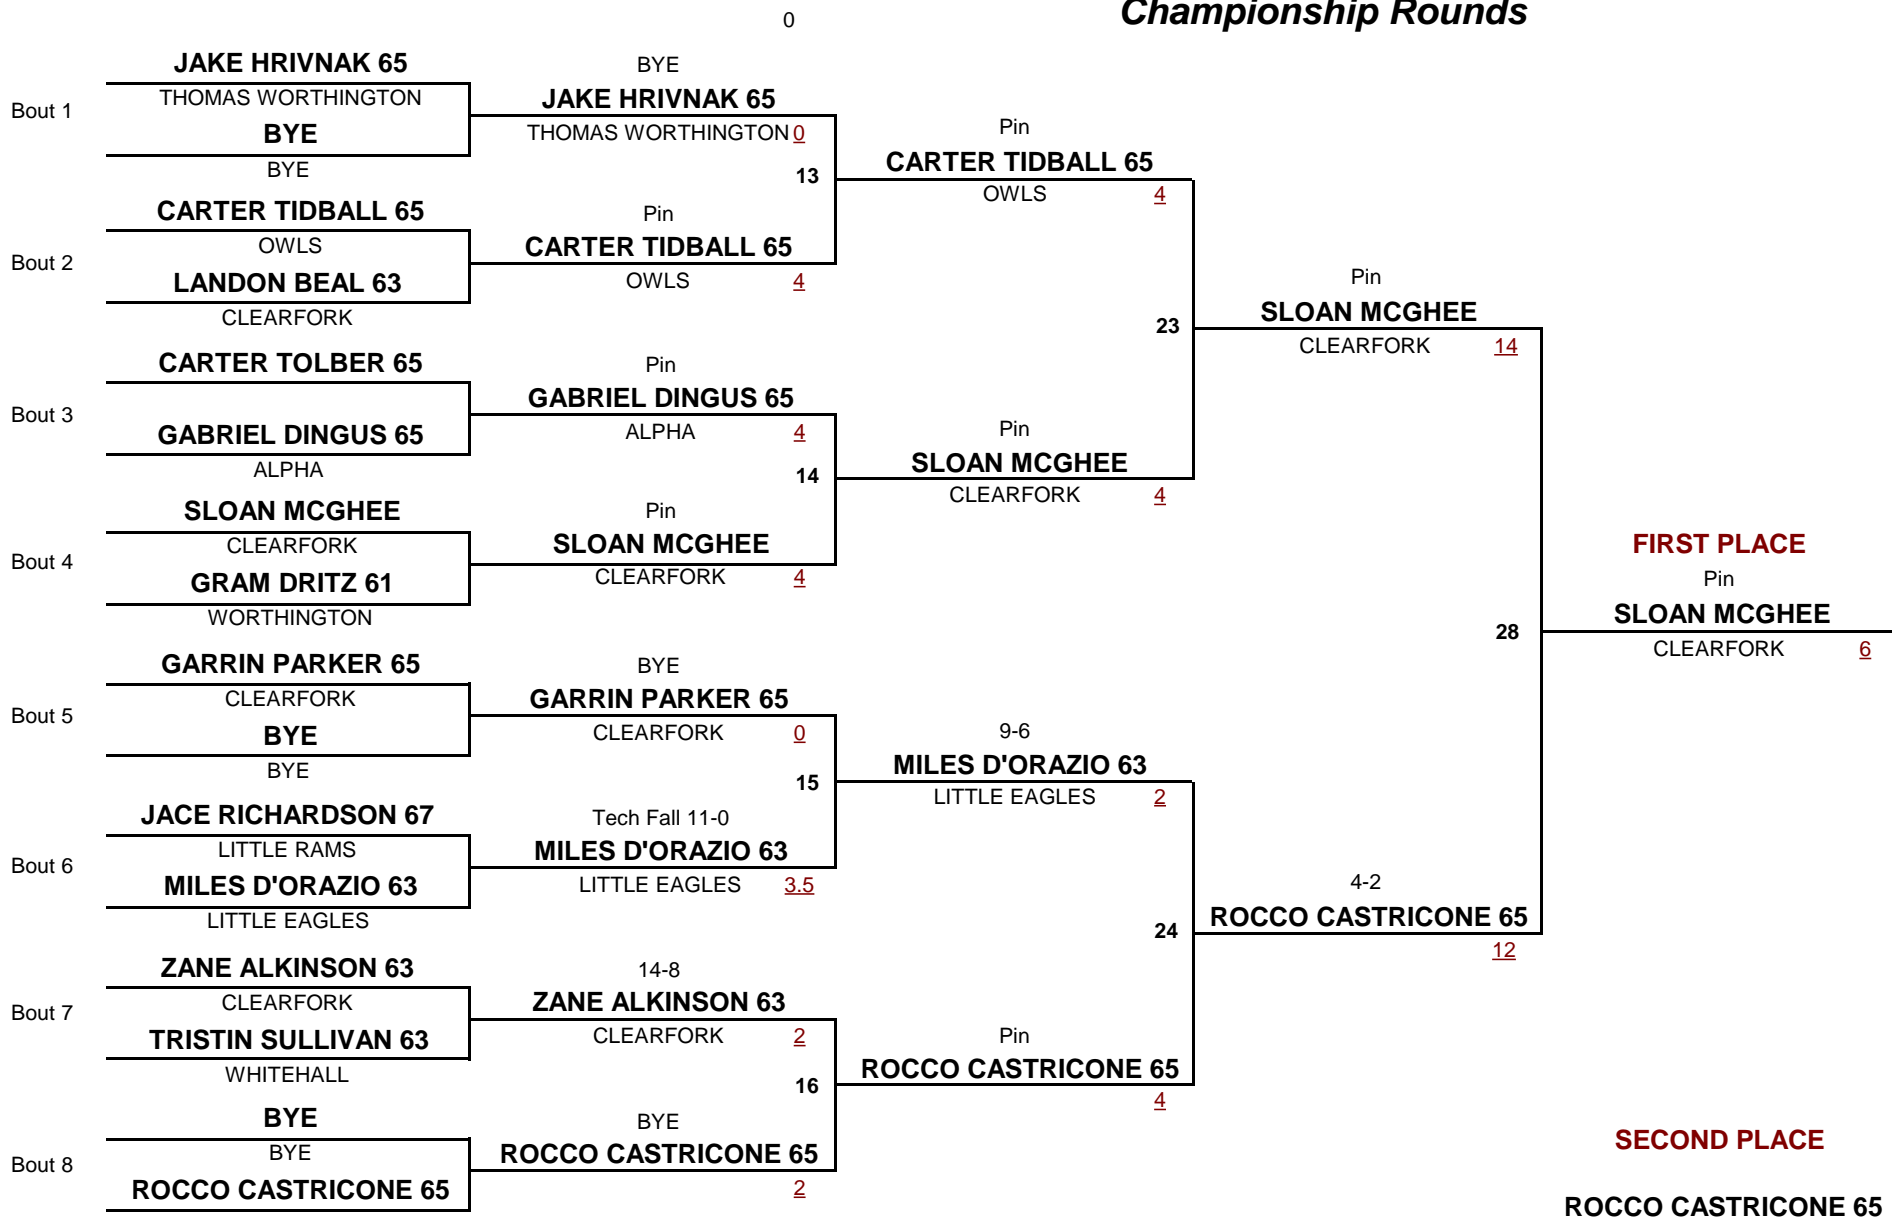 Championship Rounds
0
JAKE HRIVNAK 65
THOMAS WORTHINGTON
Bout 1
BYE
BYE
CARTER TIDBALL 65
OWLS
Bout 2
LANDON BEAL 63
CLEARFORK
CARTER TOLBER 65
Bout 3
GABRIEL DINGUS 65
ALPHA
SLOAN MCGHEE
CLEARFORK
Bout 4
GRAM DRITZ 61
WORTHINGTON
GARRIN PARKER 65
CLEARFORK
Bout 5
BYE
BYE
JACE RICHARDSON 67
LITTLE RAMS
Bout 6
MILES D'ORAZIO 63
LITTLE EAGLES
ZANE ALKINSON 63
CLEARFORK
Bout 7
TRISTIN SULLIVAN 63
WHITEHALL
BYE
BYE
Bout 8
ROCCO CASTRICONE 65
BYE
JAKE HRIVNAK 65
THOMAS WORTHINGTON 0
13
Pin
CARTER TIDBALL 65
OWLS 4
Pin
GABRIEL DINGUS 65
ALPHA 4
14
Pin
SLOAN MCGHEE
CLEARFORK 4
BYE
GARRIN PARKER 65
CLEARFORK 0
15
Tech Fall 11-0
MILES D'ORAZIO 63
LITTLE EAGLES 3.5
14-8
ZANE ALKINSON 63
CLEARFORK 2
16
BYE
ROCCO CASTRICONE 65
2
Pin
CARTER TIDBALL 65
OWLS 4
23
Pin
SLOAN MCGHEE
CLEARFORK 4
9-6
MILES D'ORAZIO 63
LITTLE EAGLES 2
24
Pin
ROCCO CASTRICONE 65
4
Pin
SLOAN MCGHEE
CLEARFORK 14
28
4-2
ROCCO CASTRICONE 65
12
FIRST PLACE
Pin
SLOAN MCGHEE
CLEARFORK 6
SECOND PLACE
ROCCO CASTRICONE 65